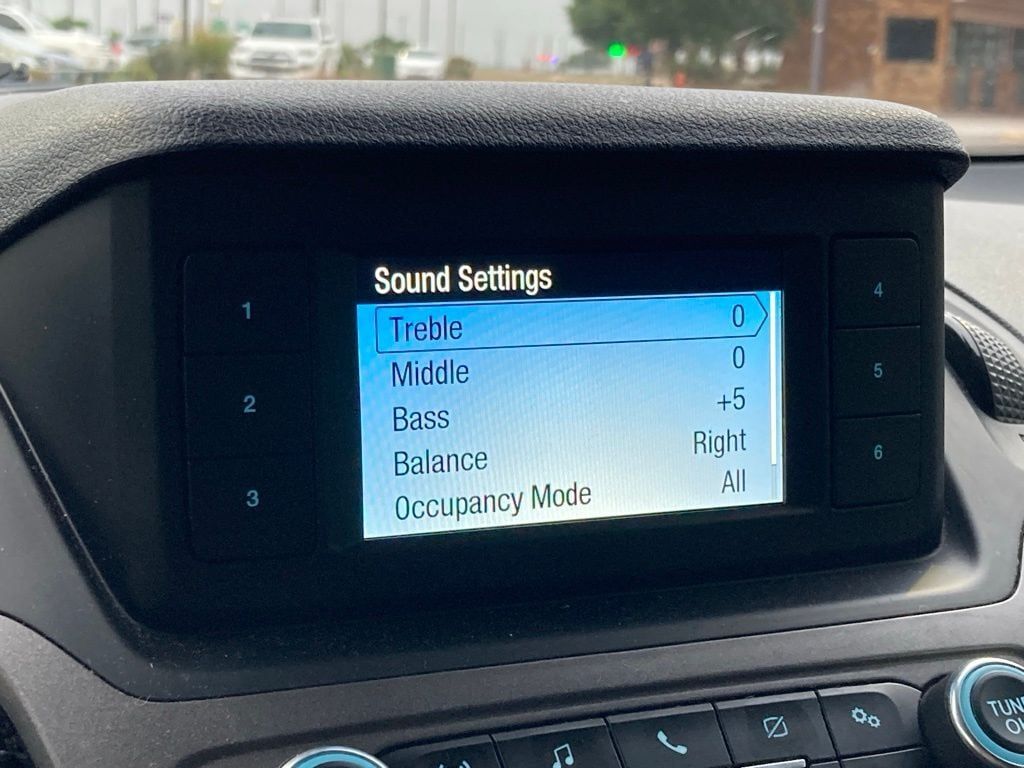 Sound Settings
Treble 0
Middle 0
Bass +5
Balance Right
Occupancy Mode All
1
2
3
4
5
6
TUNE